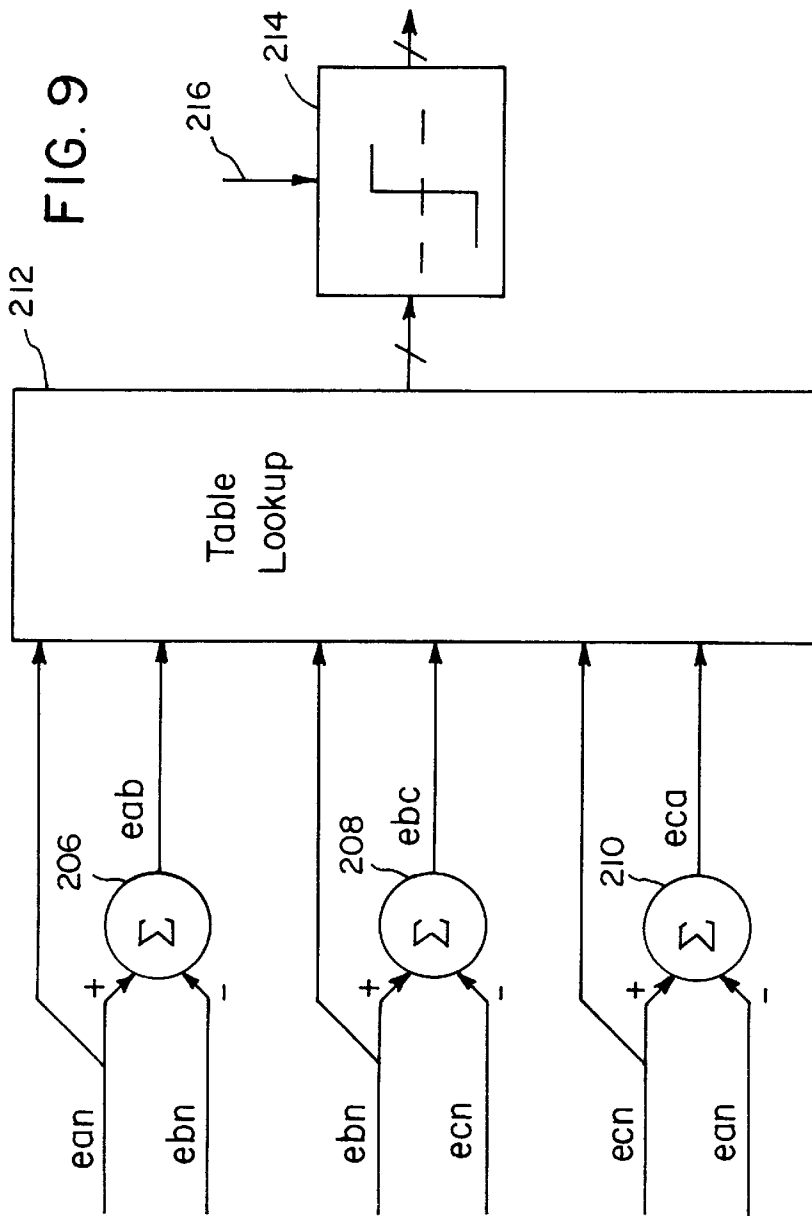 FIG. 9
216
214
212
Table
Lookup
ean
+
206
Σ
eab
ebn
-
ebn
+
208
Σ
ebc
ecn
-
ecn
+
210
Σ
eca
ean
-